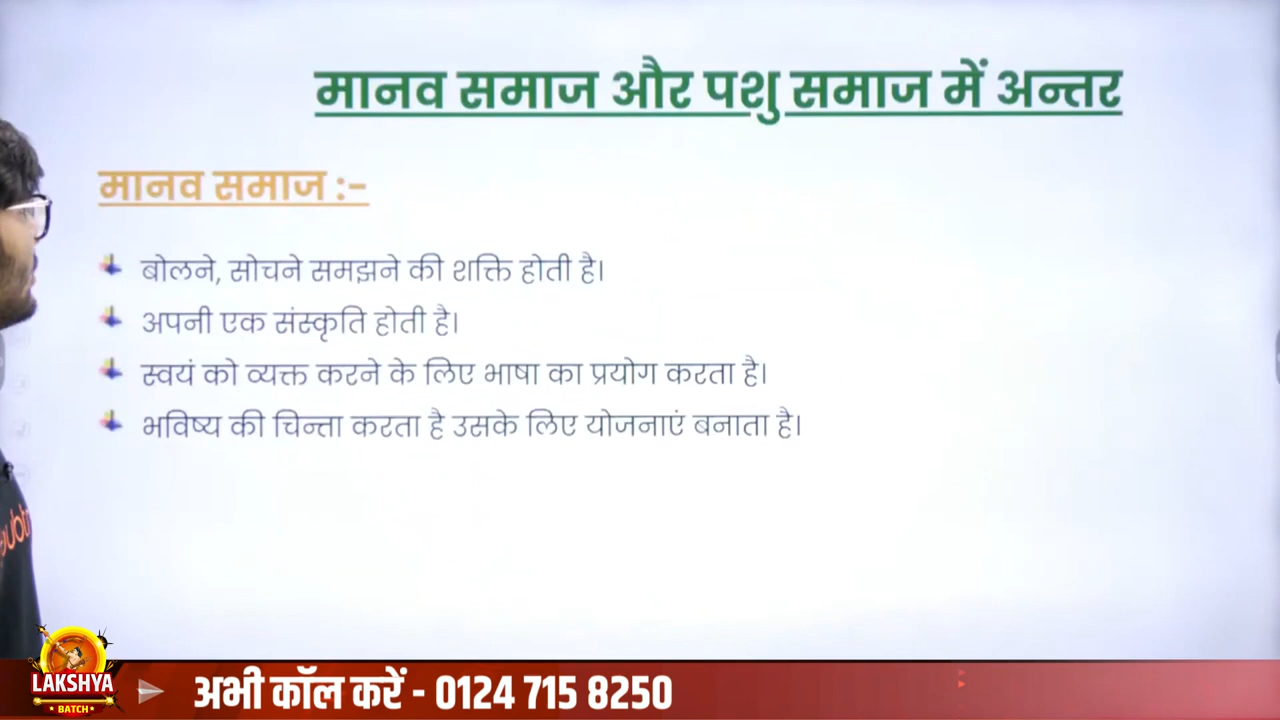 मानव समाज और पशु समाज में अन्तर
मानव समाज :-
बोलने, सोचने समझने की शक्ति होती है।
अपनी एक संस्कृति होती है।
स्वयं को व्यक्त करने के लिए भाषा का प्रयोग करता है।
भविष्य की चिन्ता करता है उसके लिए योजनाएं बनाता है।
LAKSHYA
BATCH
अभी कॉल करें - 0124 715 8250